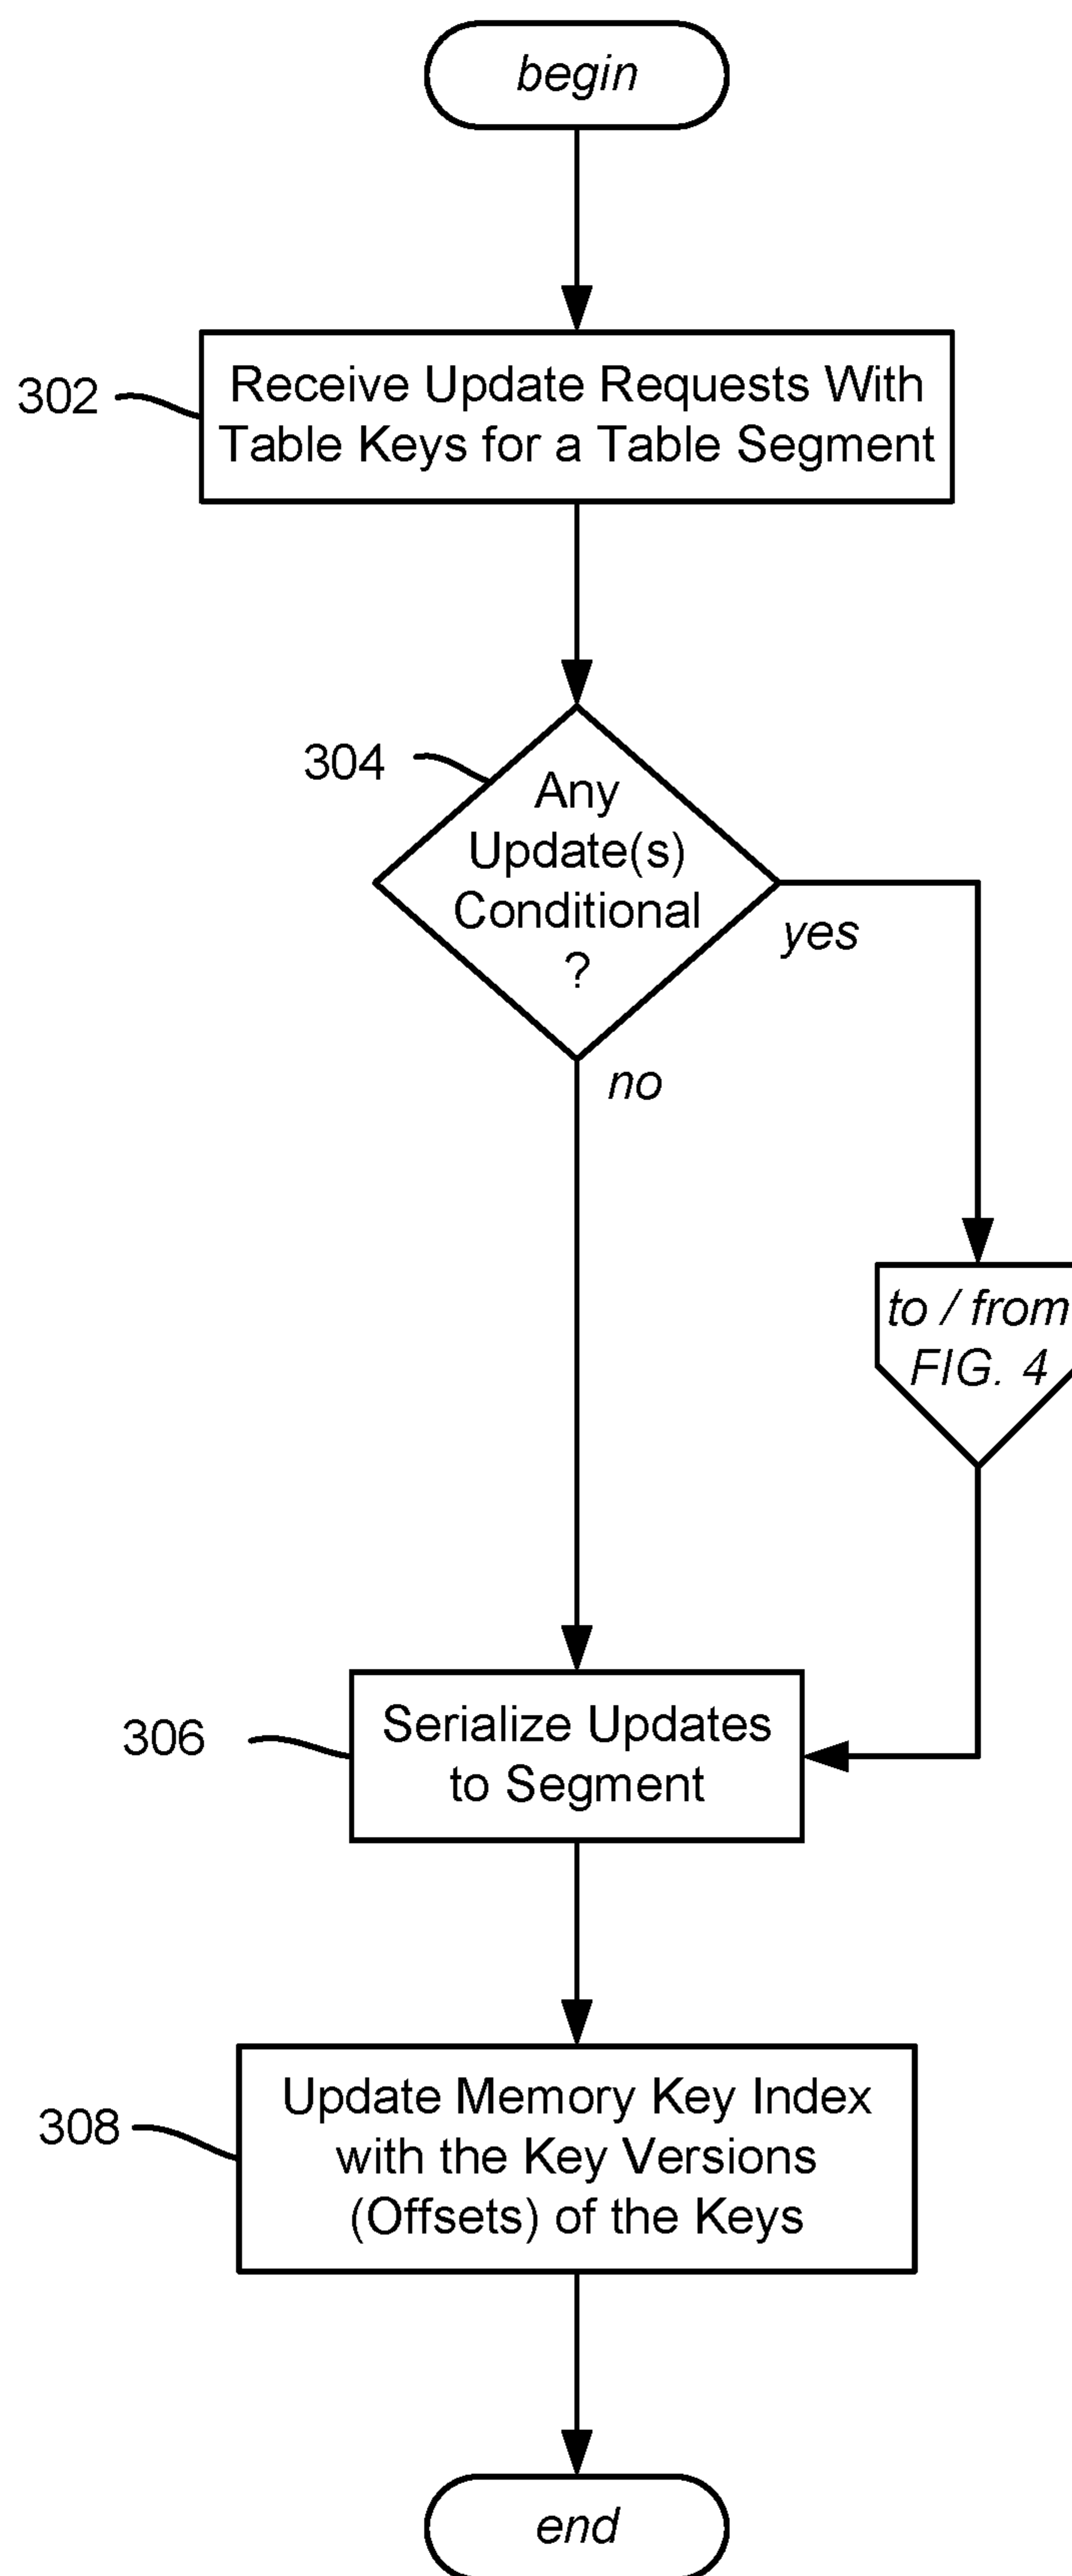 begin
302
Receive Update Requests With
Table Keys for a Table Segment
304
Any
Update(s)
Conditional
?
yes
no
to / from
FIG. 4
306
Serialize Updates
to Segment
308
Update Memory Key Index
with the Key Versions
(Offsets) of the Keys
end